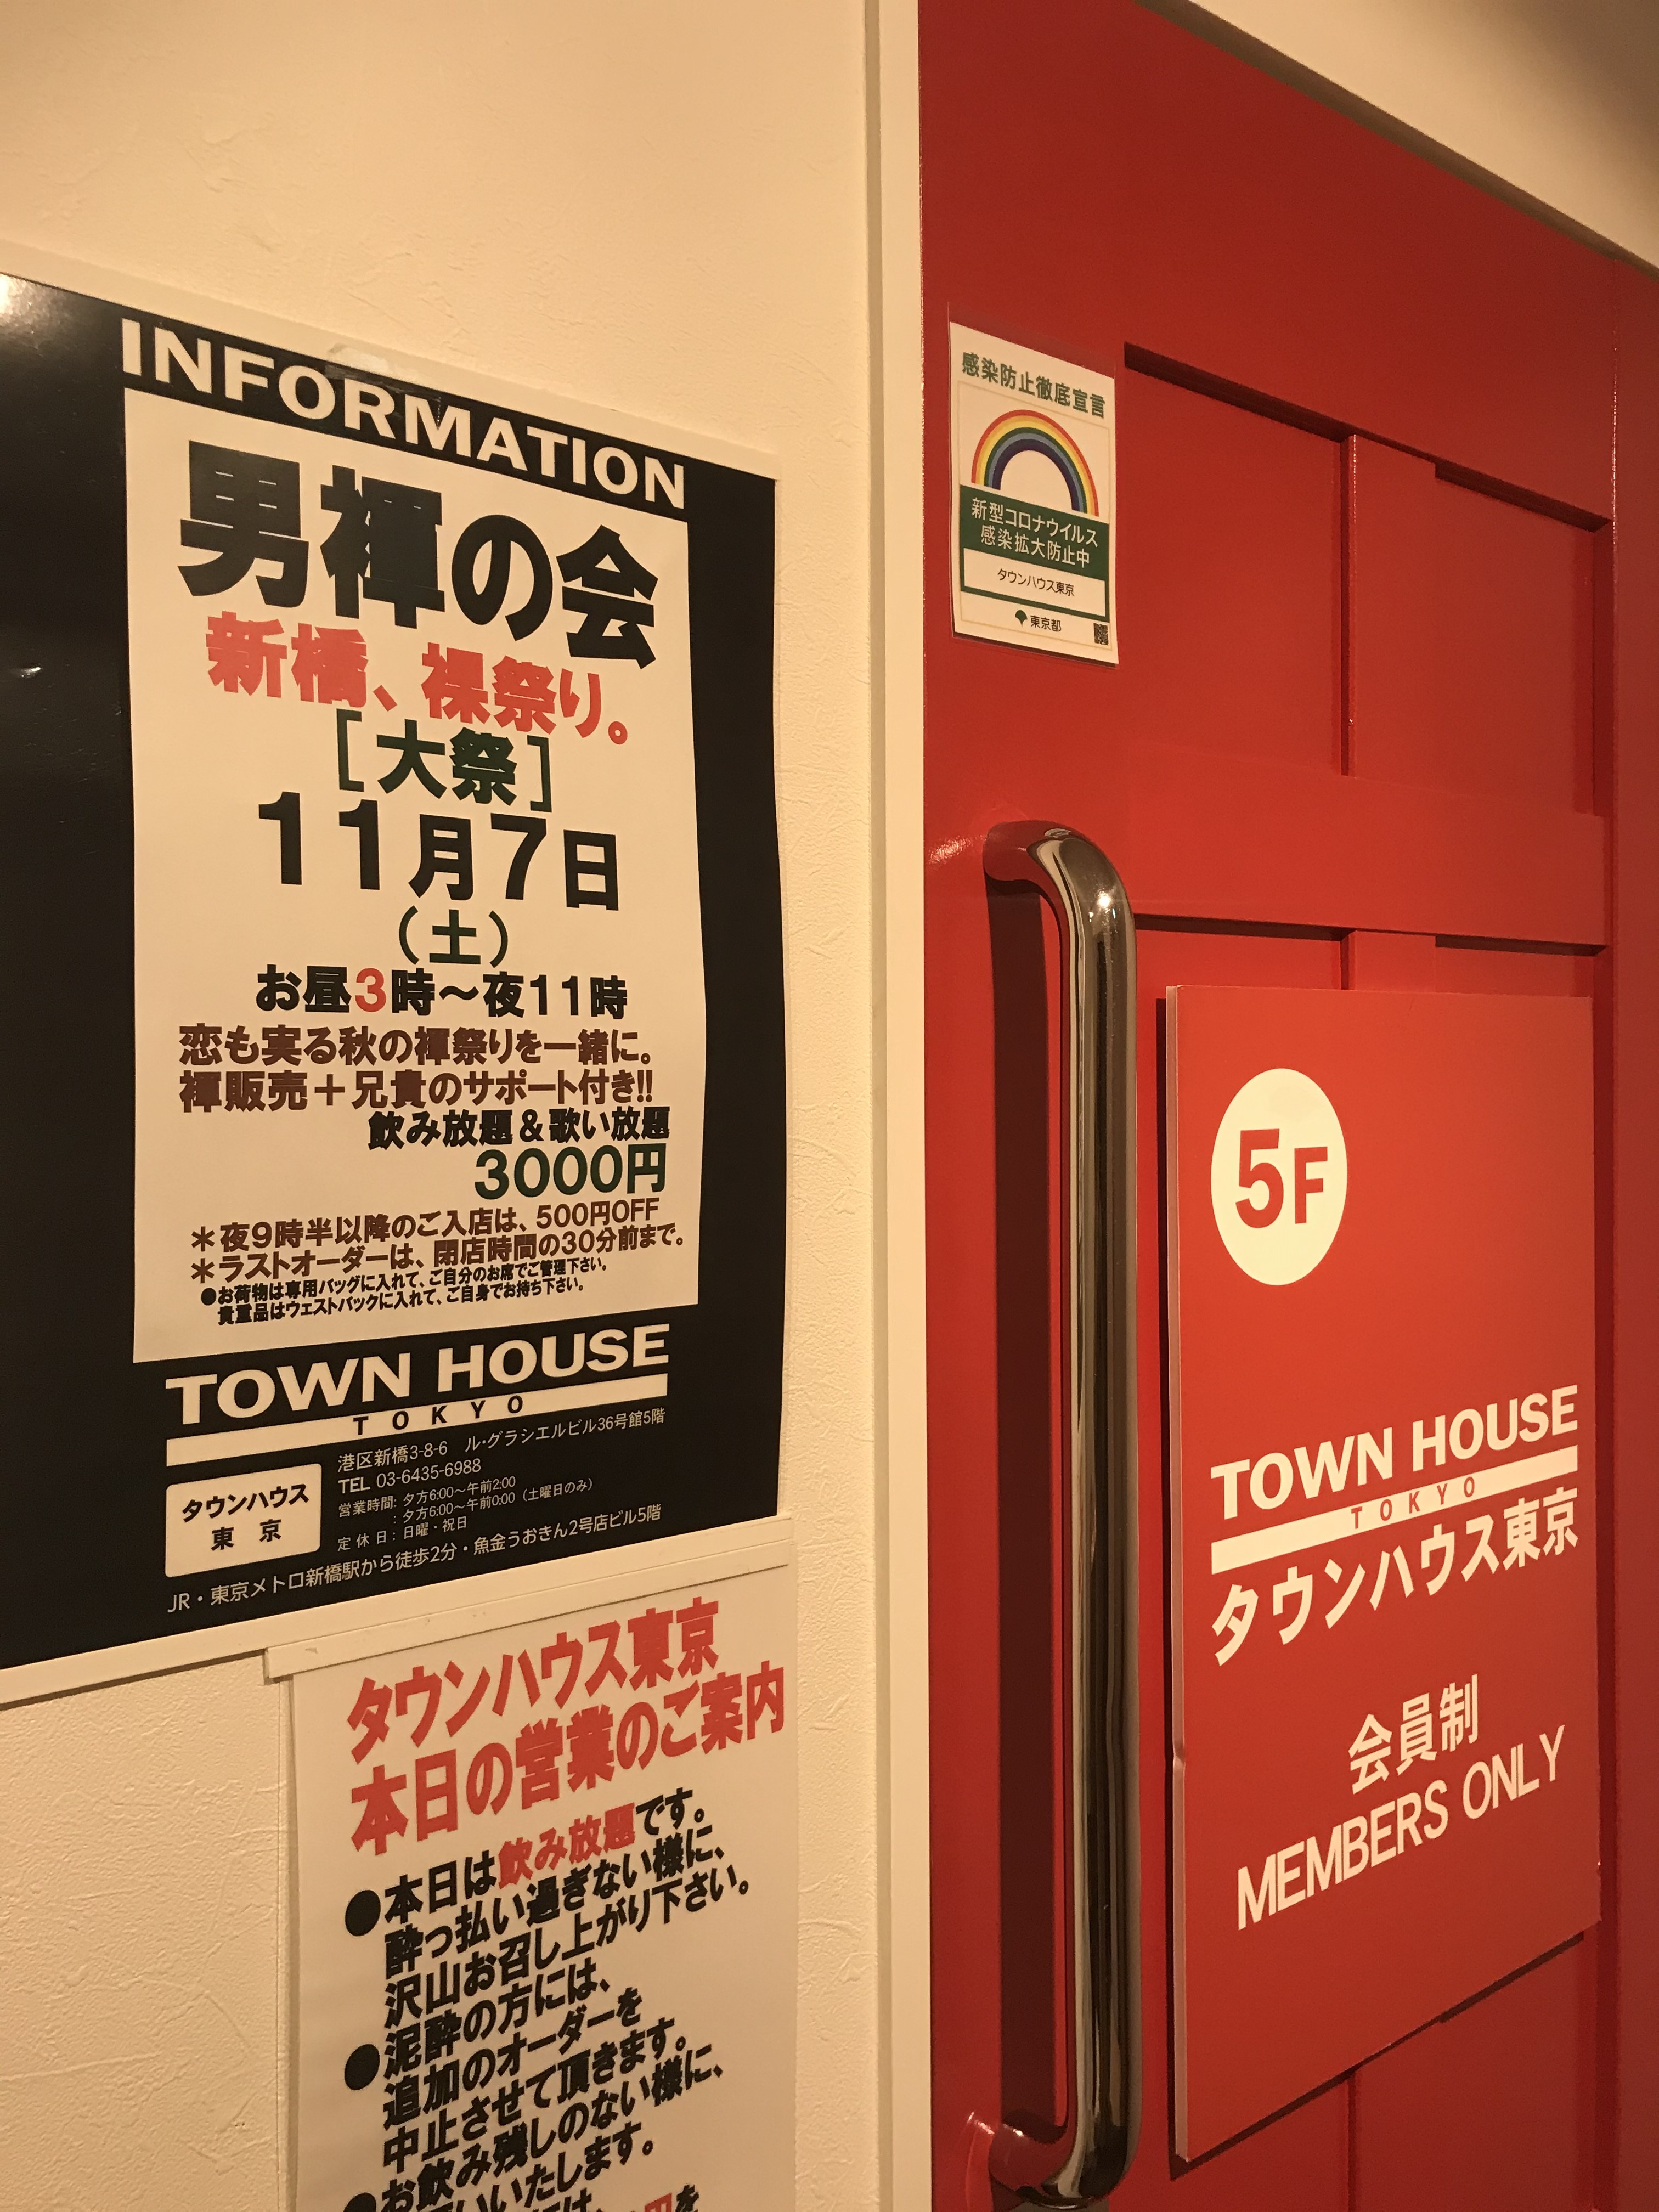 INFORMATION
男褌の会
新橋、裸祭り。
[大祭]
11月7日
(土)
お昼3時〜夜11時
恋も実る秋の褌祭りを一緒に。
褌販売+兄貴のサポート付き!!
飲み放題&歌い放題
3000円
*夜9時半以降のご入店は、500円OFF
*ラストオーダーは、閉店時間の30分前まで。
●お荷物は専用バッグに入れて、ご自分のお席でご管理下さい。
貴重品はウェストバックに入れて、ご自身でお持ち下さい。
TOWN HOUSE
TOKYO
タウンハウス
東京
港区新橋3-8-6 ル・グラシエルビル36号館5階
TEL 03-6435-6988
営業時間: 夕方6:00〜午前2:00
: 夕方6:00〜午前0:00 (土曜日のみ)
定休日: 日曜・祝日
JR・東京メトロ新橋駅から徒歩2分・魚金うおきん2号店ビル5階
タウンハウス東京
本日の営業のご案内
●本日は飲み放題です。
酔っ払い過ぎない様に、
沢山お召し上がり下さい。
●泥酔の方には、
追加のオーダーを
中止させて頂きます。
●お飲み残しのない様に、
いいたします。
感染防止徹底宣言
新型コロナウイルス
感染拡大防止中
タウンハウス東京
東京都
5F
TOWN HOUSE
TOKYO
タウンハウス東京
会員制
MEMBERS ONLY